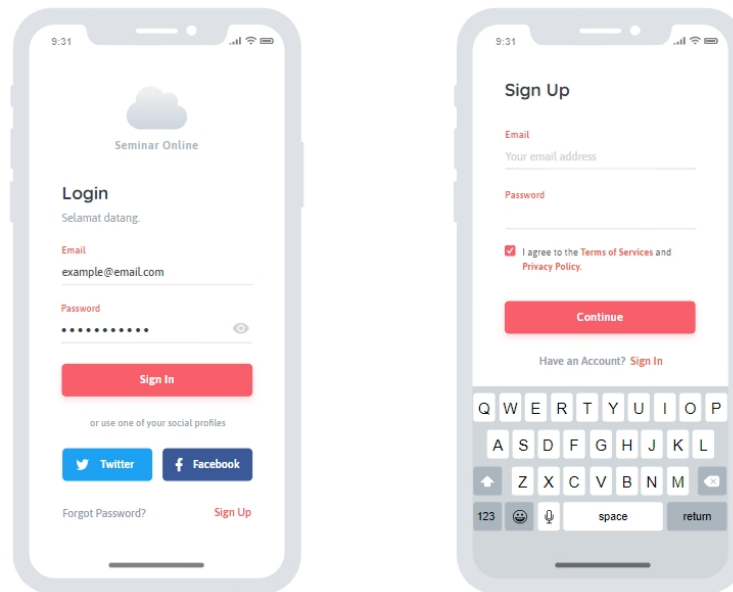 9:31
Seminar Online
Login
Selamat datang.
Email
example@email.com
Password
Sign In
or use one of your social profiles
Twitter
Facebook
Forgot Password?
Sign Up
9:31
Sign Up
Email
Your email address
Password
I agree to the Terms of Services and
Privacy Policy.
Continue
Have an Account? Sign In
Q W E R T Y U I O P
A S D F G H J K L
Z X C V B N M
123 space return